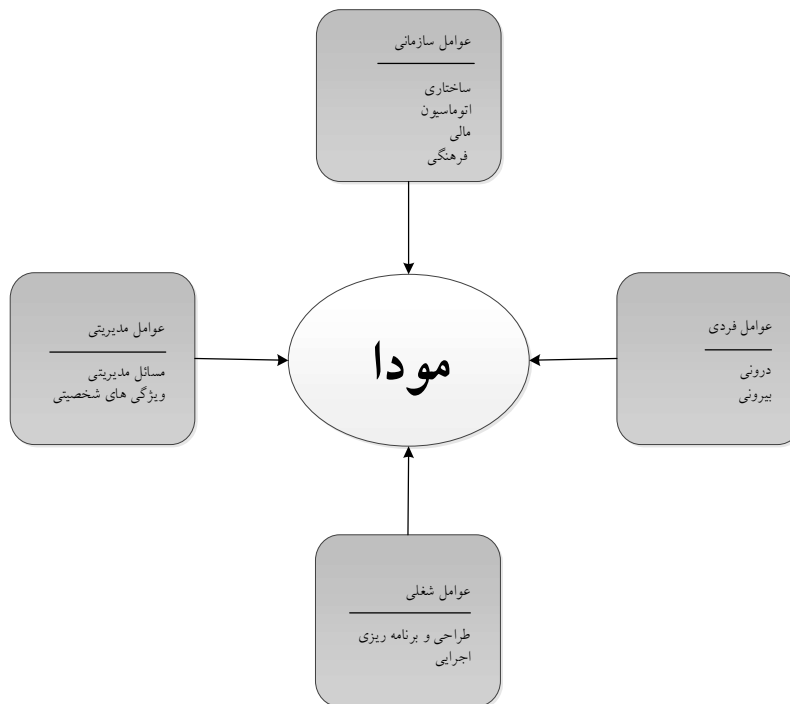 عوامل سازمانی
ساختاری
اتوماسیون
مالی
فرهنگی
عوامل فردی
درونی
بیرونی
مودا
عوامل مدیریتی
مسائل مدیریتی
ویژگی های شخصیتی
عوامل شغلی
طراحی و برنامه ریزی
اجرایی